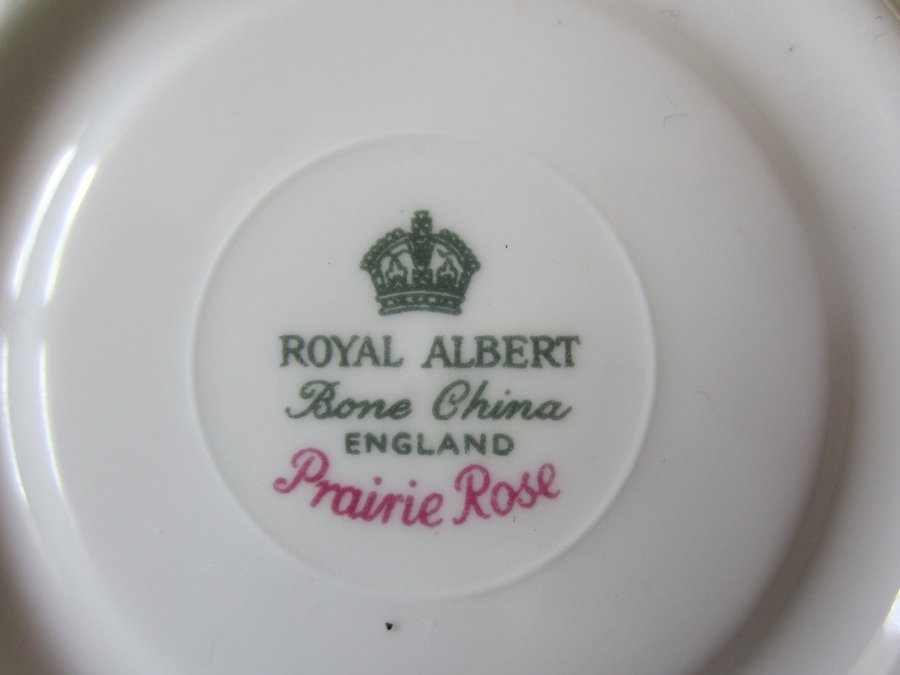 ROYAL ALBERT
Bone China
ENGLAND
Prairie Rose